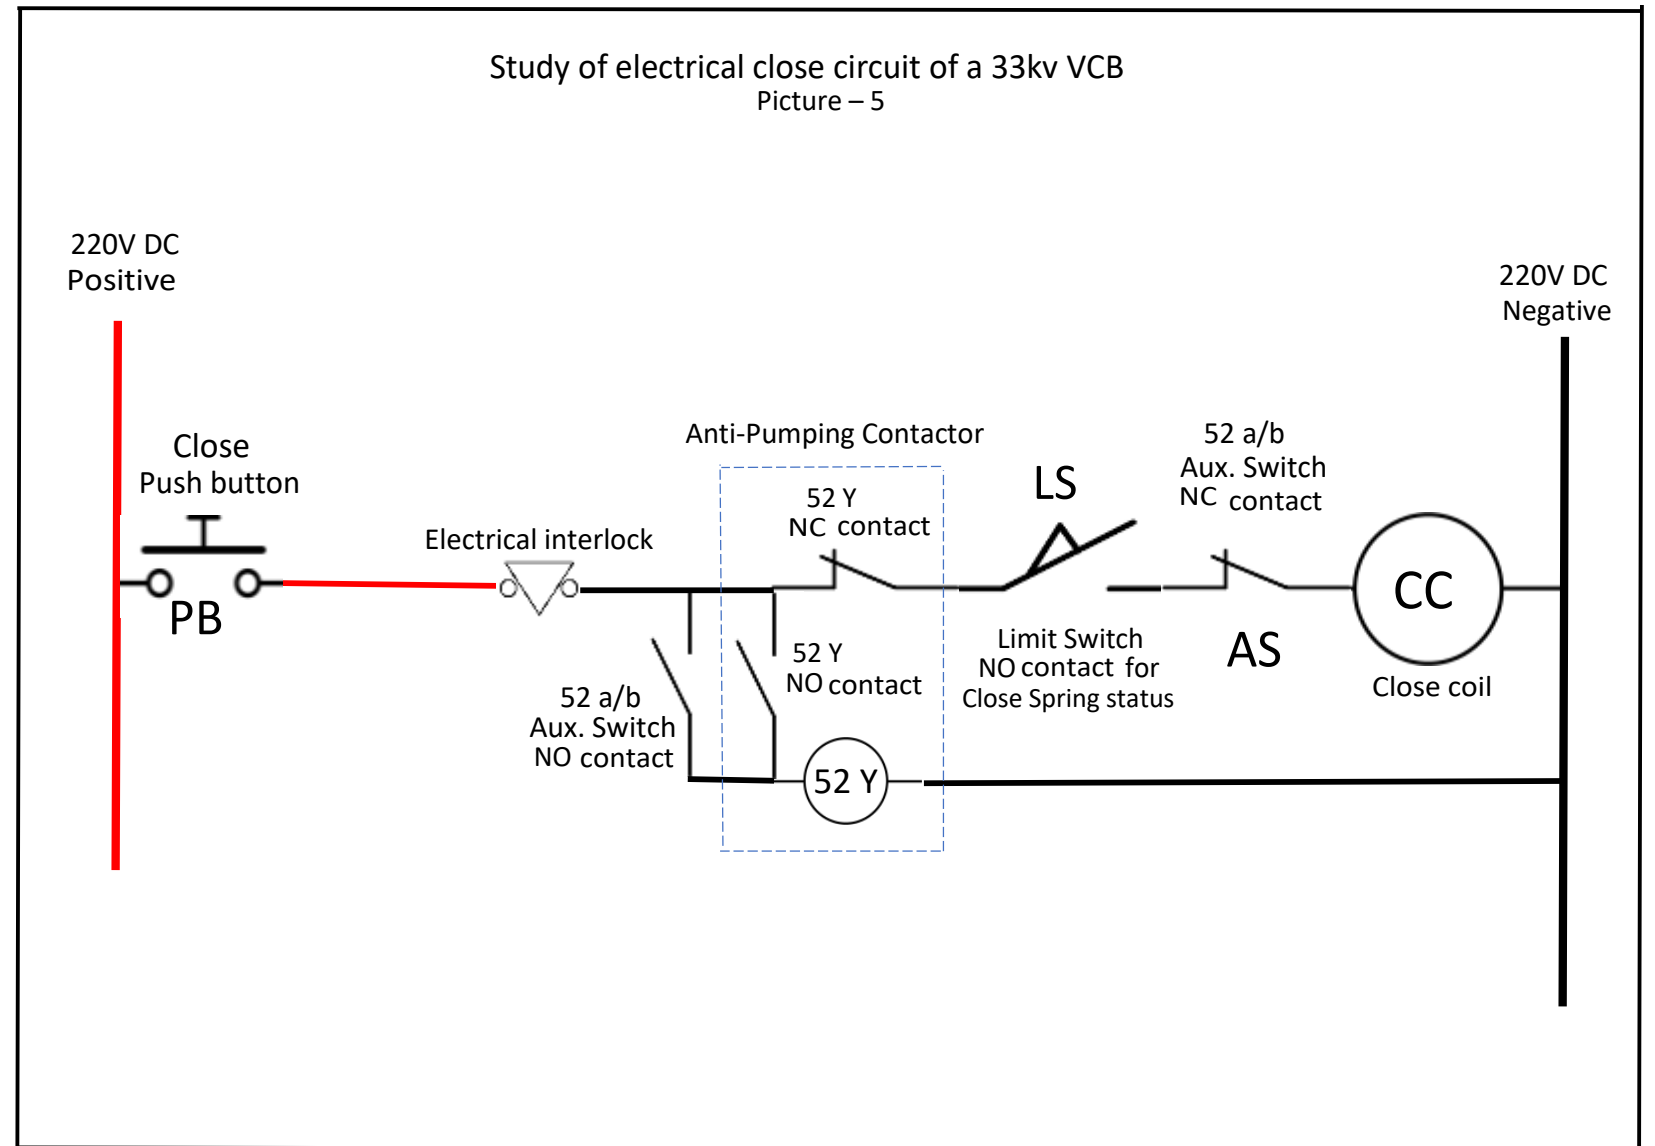 Study of electrical close circuit of a 33kv VCB
Picture – 5
220V DC
Positive
220V DC
Negative
Close
Push button
PB
Electrical interlock
Anti-Pumping Contactor
52 Y
NC contact
LS
52 a/b
Aux. Switch
NC contact
CC
Close coil
AS
Limit Switch
NO contact for
Close Spring status
52 Y
NO contact
52 a/b
Aux. Switch
NO contact
52 Y